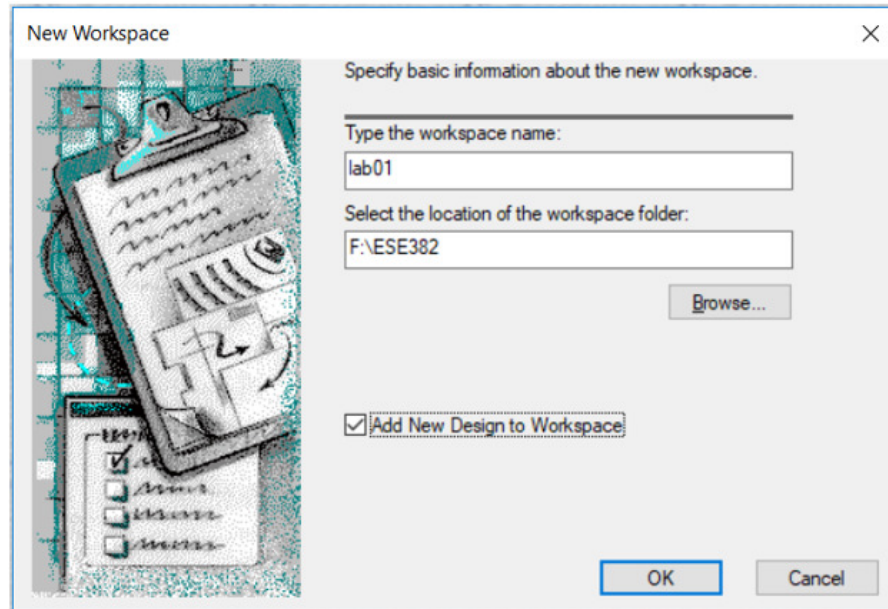 New Workspace
Specify basic information about the new workspace.
Type the workspace name:
lab01
Select the location of the workspace folder:
F:\ESE382
Browse...
Add New Design to Workspace
OK
Cancel